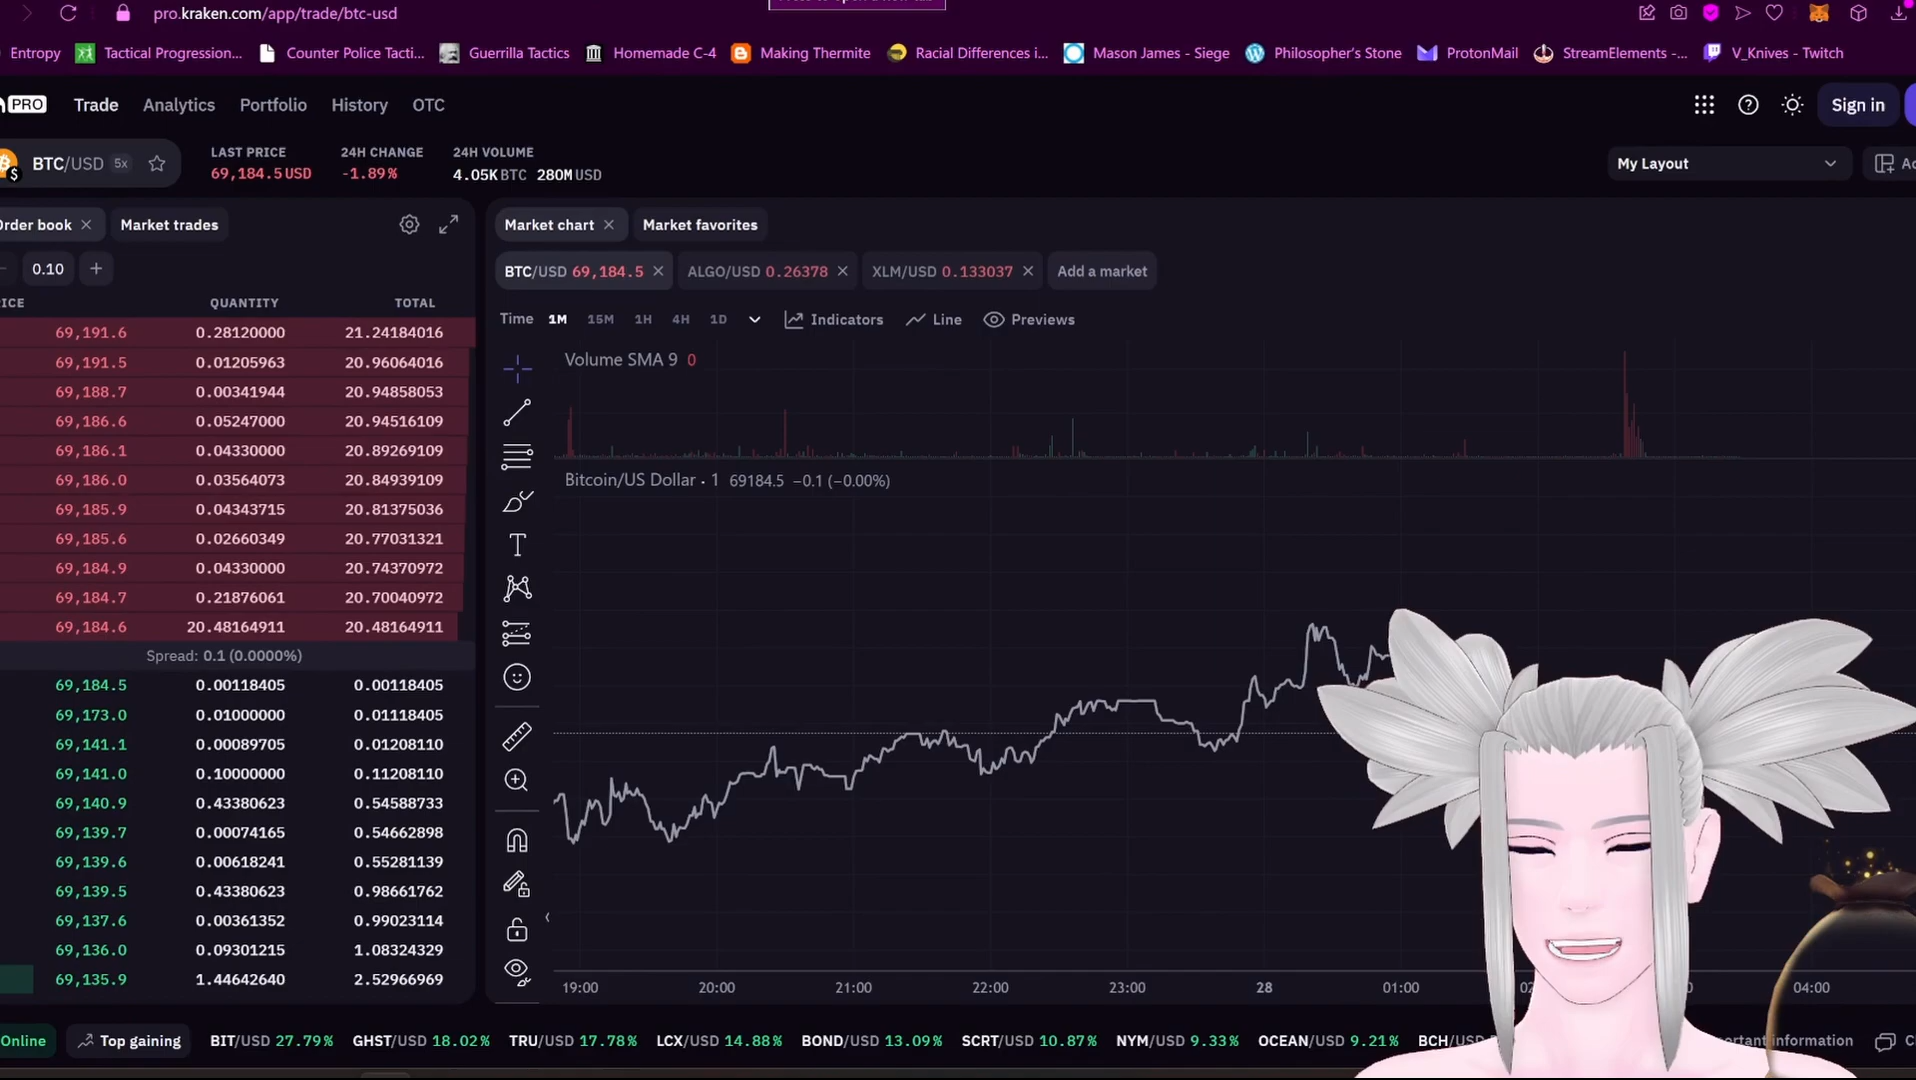 pro.kraken.com/app/trade/btc-usd
Entropy Tactical Progression... Counter Police Tacti... Guerrilla Tactics Homemade C-4 Making Thermite Racial Differences i... Mason James - Siege Philosopher's Stone ProtonMail StreamElements -... V_Knives - Twitch
PRO Trade Analytics Portfolio History OTC Sign in
BTC/USD 5x
LAST PRICE 24H CHANGE 24H VOLUME
69,184.5 USD -1.89% 4.05K BTC 280M USD
My Layout
Order book Market trades
Market chart Market favorites
0.10
BTC/USD 69,184.5 ALGO/USD 0.26378 XLM/USD 0.133037 Add a market
QUANTITY TOTAL
Time 1M 15M 1H 4H 1D Indicators Line Previews
69,191.6 0.28120000 21.24184016
69,191.5 0.01205963 20.96064016
69,188.7 0.00341944 20.94858053
69,186.6 0.05247000 20.94516109
69,186.1 0.04330000 20.89269109
69,186.0 0.03564073 20.84939109
69,185.9 0.04343715 20.81375036
69,185.6 0.02660349 20.77031321
69,184.9 0.04330000 20.74370972
69,184.7 0.21876061 20.70040972
69,184.6 20.48164911 20.48164911
Spread: 0.1 (0.0000%)
69,184.5 0.00118405 0.00118405
69,173.0 0.01000000 0.01118405
69,141.1 0.00089705 0.01208110
69,141.0 0.10000000 0.11208110
69,140.9 0.43380623 0.54588733
69,139.7 0.00074165 0.54662898
69,139.6 0.00618241 0.55281139
69,139.5 0.43380623 0.98661762
69,137.6 0.00361352 0.99023114
69,136.0 0.09301215 1.08324329
69,135.9 1.44642640 2.52966969
Volume SMA 9 0
Bitcoin/US Dollar · 1 69184.5 −0.1 (−0.00%)
19:00 20:00 21:00 22:00 23:00 28 01:00 04:00
Online Top gaining BIT/USD 27.79% GHST/USD 18.02% TRU/USD 17.78% LCX/USD 14.88% BOND/USD 13.09% SCRT/USD 10.87% NYM/USD 9.33% OCEAN/USD 9.21% BCH/USD information